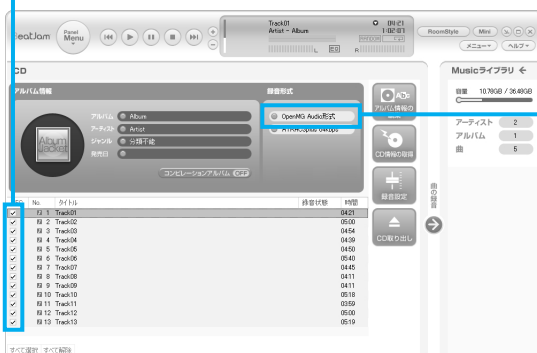 Track01
Artist - Album
04:21
1:02:01
L
EQ
R
BeatJam
Panel
Menu
RoomStyle
Mini
メニュー
ヘルプ
CD
Musicライブラリ
アルバム情報
録音形式
アルバム
Album
アーティスト
Artist
ジャンル
分類不能
発売日
コンピレーションアルバム OFF
Album
Jacket
OpenMG Audio形式
アルバム情報の
CD情報の取得
録音設定
CD取り出し
容量 10.70GB / 36.49GB
アーティスト 2
アルバム 1
曲 5
曲の録音
No. タイトル 録音状態 時間
1 Track01 04:21
2 Track02 05:00
3 Track03 04:54
4 Track04 04:39
5 Track05 04:50
6 Track06 05:40
7 Track07 04:45
8 Track08 04:11
9 Track09 04:11
10 Track10 05:18
11 Track11 03:59
12 Track12 05:00
13 Track13 05:19
すべて選択 すべて解除